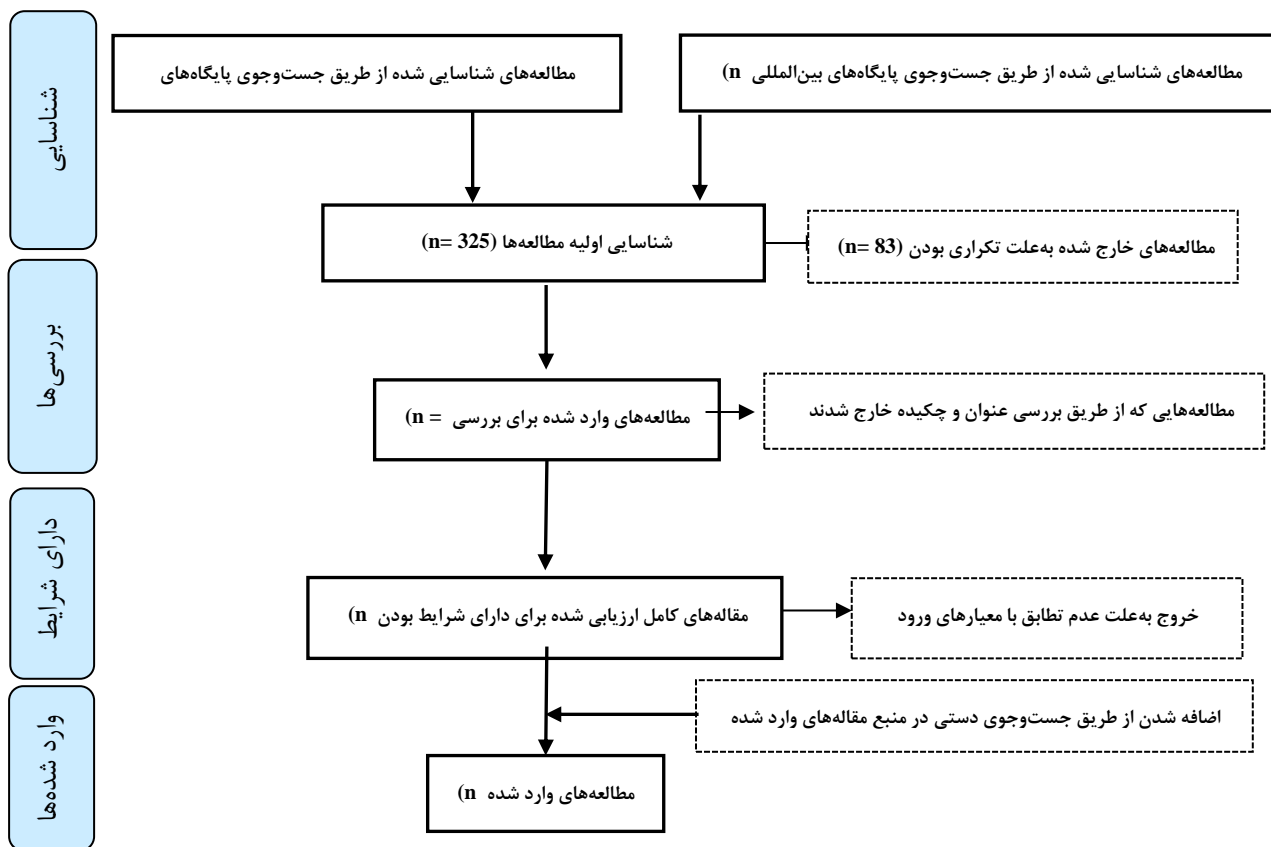 شناسایی
مطالعه‌های شناسایی شده از طریق جست‌وجوی پایگاه‌های بین‌المللی n)
مطالعه‌های شناسایی شده از طریق جست‌وجوی پایگاه‌های
شناسایی اولیه مطالعه‌ها (n= 325)
مطالعه‌های خارج شده به‌علت تکراری بودن (n= 83)
بررسی‌ها
مطالعه‌های وارد شده برای بررسی n = )
مطالعه‌هایی که از طریق بررسی عنوان و چکیده خارج شدند
دارای شرایط
مقاله‌های کامل ارزیابی شده برای دارای شرایط بودن n)
خروج به‌علت عدم تطابق با معیارهای ورود
وارد شده‌ها
اضافه شدن از طریق جست‌وجوی دستی در منبع مقاله‌های وارد شده
مطالعه‌های وارد شده n)